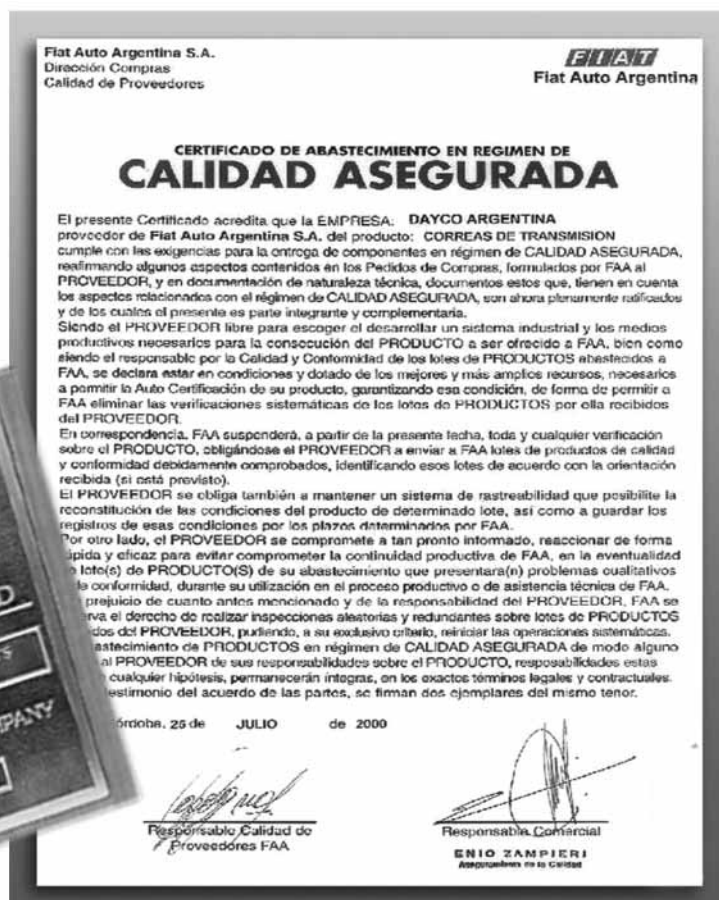 Fiat Auto Argentina S.A.
Dirección Compras
Calidad de Proveedores
FIAT
Fiat Auto Argentina
CERTIFICADO DE ABASTECIMIENTO EN REGIMEN DE
CALIDAD ASEGURADA
El presente Certificado acredita que la EMPRESA: DAYCO ARGENTINA
proveedor de Fiat Auto Argentina S.A. del producto: CORREAS DE TRANSMISION
cumple con las exigencias para la entrega de componentes en régimen de CALIDAD ASEGURADA,
reafirmando algunos aspectos contenidos en los Pedidos de Compras, formulados por FAA al
PROVEEDOR, y en documentación de naturaleza técnica, documentos estos que, tienen en cuenta
los aspectos relacionados con el régimen de CALIDAD ASEGURADA, son ahora plenamente ratificados
y de los cuales el presente es parte integrante y complementaria.
Siendo el PROVEEDOR libre para escoger el desarrollar un sistema industrial y los medios
productivos necesarios para la consecución del PRODUCTO a ser ofrecido a FAA, bien como
siendo el responsable por la Calidad y Conformidad de los lotes de PRODUCTOS abastecidos a
FAA, se declara estar en condiciones y dotado de los mejores y más amplios recursos, necesarios
a permitir la Auto Certificación de su producto, garantizando esa condición, de forma de permitir a
FAA eliminar las verificaciones sistemáticas de los lotes de PRODUCTOS por ella recibidos
del PROVEEDOR.
En correspondencia, FAA suspenderá, a partir de la presente fecha, toda y cualquier verificación
sobre el PRODUCTO, obligándose el PROVEEDOR a enviar a FAA lotes de productos de calidad
y conformidad debidamente comprobados, identificando esos lotes de acuerdo con la orientación
recibida (si está previsto).
El PROVEEDOR se obliga también a mantener un sistema de rastreabilidad que posibilite la
reconstitución de las condiciones del producto de determinado lote, así como a guardar los
registros de esas condiciones por los plazos determinados por FAA.
Por otro lado, el PROVEEDOR se compromete a tan pronto informado, reaccionar de forma
rápida y eficaz para evitar comprometer la continuidad productiva de FAA, en la eventualidad
lote(s) de PRODUCTO(S) de su abastecimiento que presentara(n) problemas cualitativos
de conformidad, durante su utilización en el proceso productivo o de asistencia técnica de FAA.
prejuicio de cuanto antes mencionado y de la responsabilidad del PROVEEDOR, FAA se
rva el derecho de realizar inspecciones aleatorias y redundantes sobre lotes de PRODUCTOS
dos del PROVEEDOR, pudiendo, a su exclusivo criterio, reiniciar las operaciones sistemáticas.
astecimiento de PRODUCTOS en régimen de CALIDAD ASEGURADA de modo alguno
al PROVEEDOR de sus responsabilidades sobre el PRODUCTO, resposabilidades estas
cualquier hipótesis, permanecerán íntegras, en los exactos términos legales y contractuales.
estimonio del acuerdo de las partes, se firman dos ejemplares del mismo tenor.
órdoba, 25 de JULIO de 2000
Responsable Calidad de
Proveedores FAA
Responsable Comercial
ENIO ZAMPIERI
Aseguramiento de la Calidad